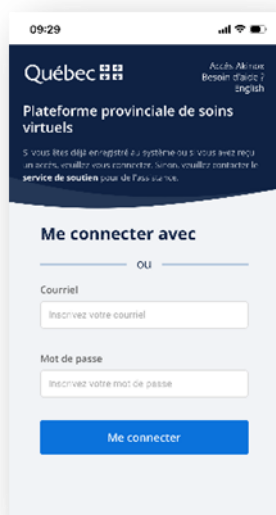 09:29
Québec
Accès Akinox
Besoin d'aide ?
English
Plateforme provinciale de soins
virtuels
Si vous êtes déjà enregistré au système ou si vous avez reçu
un accès, veuillez vous connecter. Sinon, veuillez contacter le
service de soutien pour de l'assistance.
Me connecter avec
ou
Courriel
Inscrivez votre courriel
Mot de passe
Inscrivez votre mot de passe
Me connecter